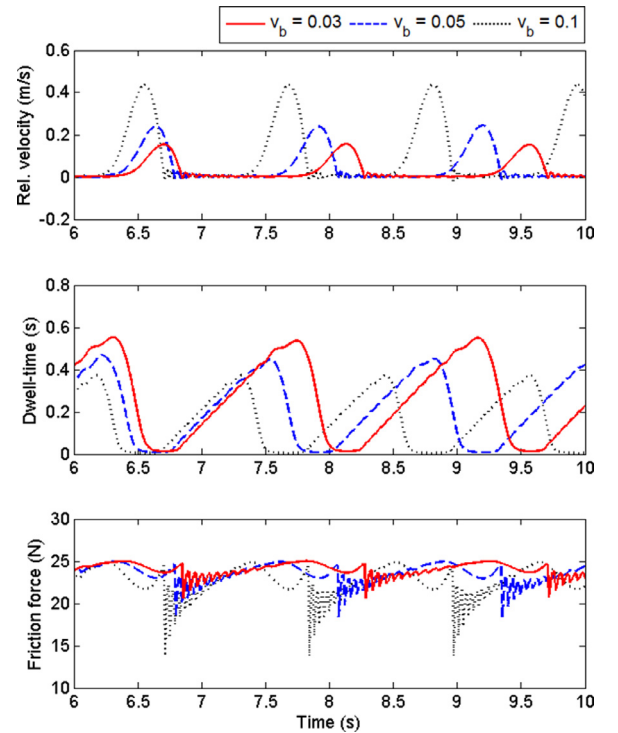 v_b = 0.03 v_b = 0.05 v_b = 0.1
Rel. velocity (m/s)
0.6
0.4
0.2
0
-0.2
6 6.5 7 7.5 8 8.5 9 9.5 10
Dwell-time (s)
0.8
0.6
0.4
0.2
0
6 6.5 7 7.5 8 8.5 9 9.5 10
Friction force (N)
30
25
20
15
10
6 6.5 7 7.5 8 8.5 9 9.5 10
Time (s)